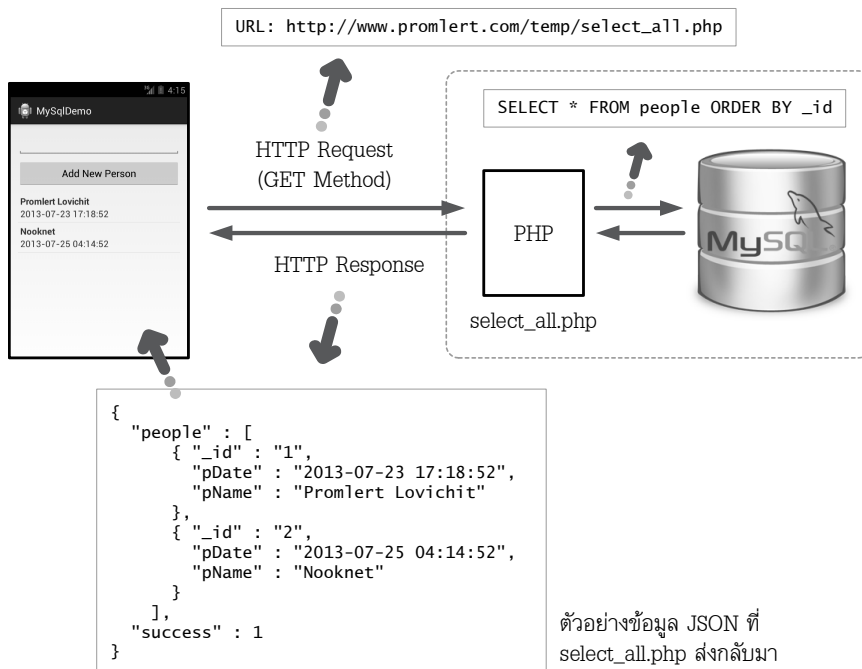 URL: http://www.promlert.com/temp/select_all.php
4:15
MySqlDemo
Add New Person
Promlert Lovichit
2013-07-23 17:18:52
Nooknet
2013-07-25 04:14:52
HTTP Request
(GET Method)
HTTP Response
SELECT * FROM people ORDER BY _id
PHP
select_all.php
MySQL
{
"people" : [
{ "_id" : "1",
"pDate" : "2013-07-23 17:18:52",
"pName" : "Promlert Lovichit"
},
{ "_id" : "2",
"pDate" : "2013-07-25 04:14:52",
"pName" : "Nooknet"
}
],
"success" : 1
}
ตัวอย่างข้อมูล JSON ที่
select_all.php ส่งกลับมา